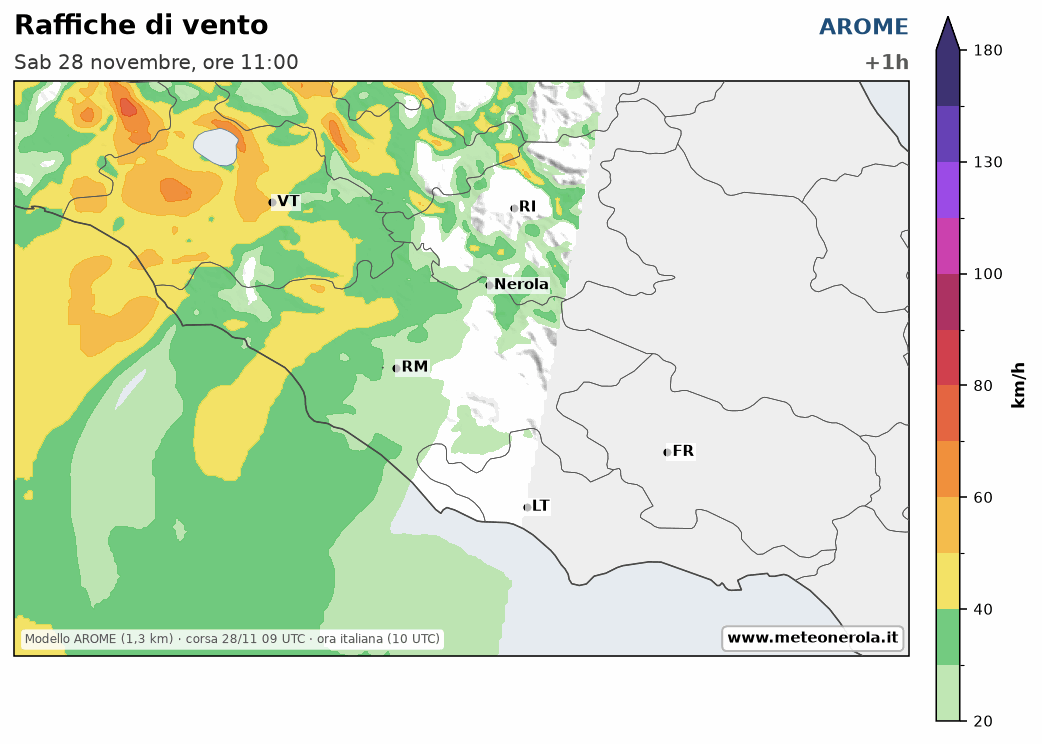 Raffiche di vento
AROME
Sab 28 novembre, ore 11:00
+1h
180
130
100
80
60
40
20
km/h
VT
RI
Nerola
RM
FR
LT
Modello AROME (1,3 km) · corsa 28/11 09 UTC · ora italiana (10 UTC)
www.meteonerola.it